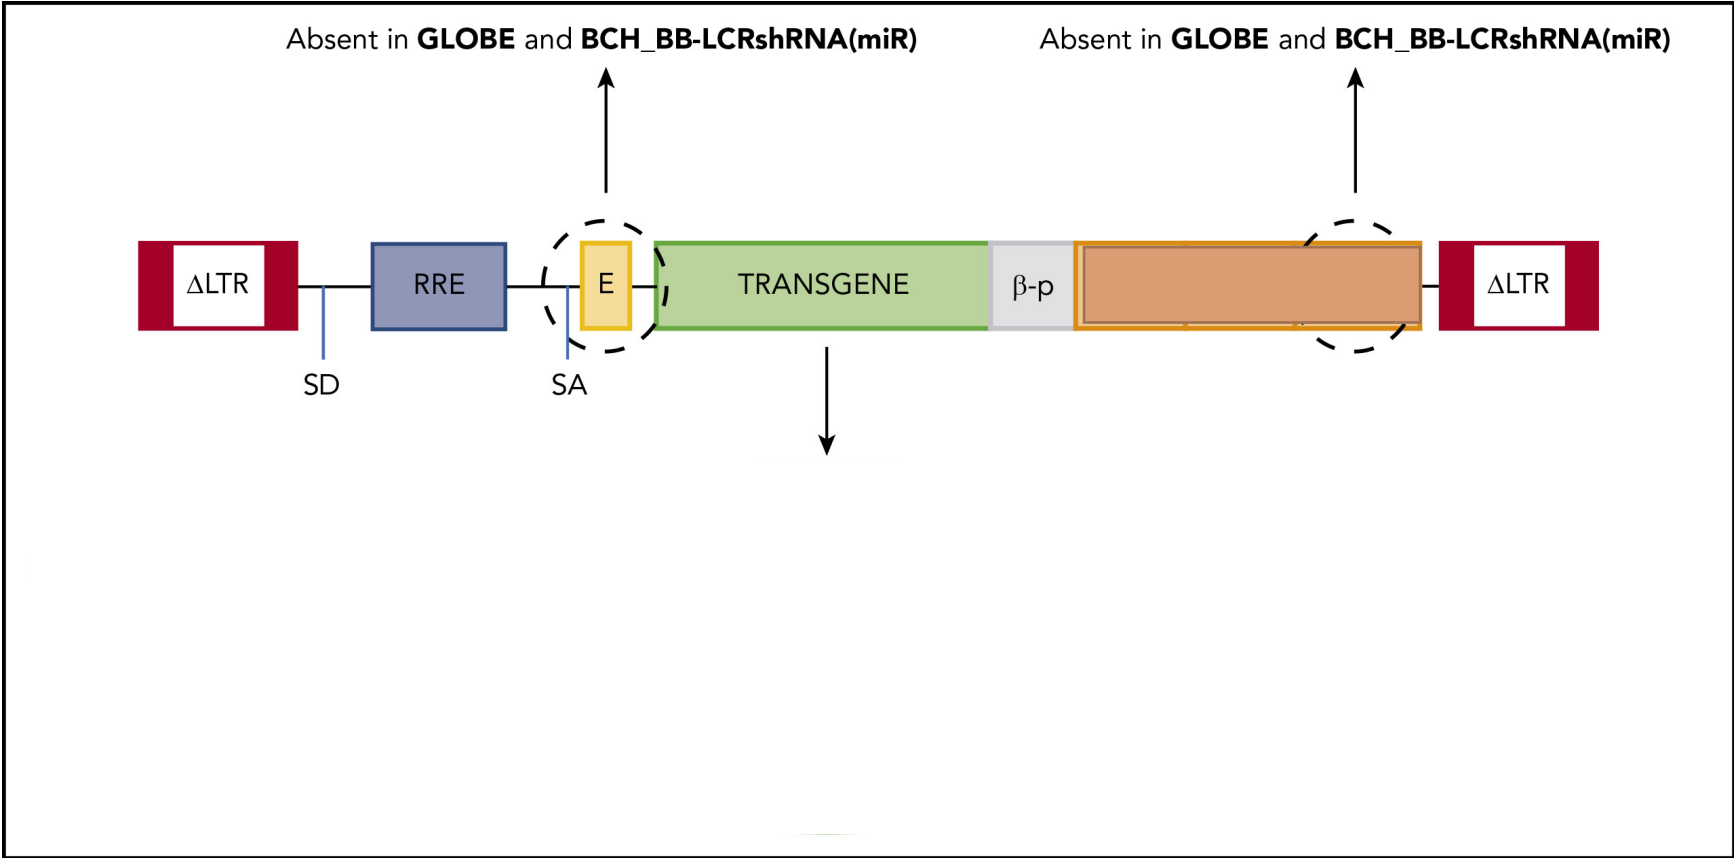 Absent in GLOBE and BCH_BB-LCRshRNA(miR)
Absent in GLOBE and BCH_BB-LCRshRNA(miR)
ΔLTR
RRE
E
TRANSGENE
β-p
ΔLTR
SD
SA